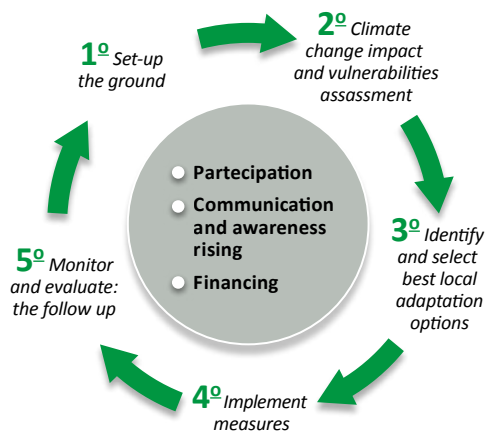 1º Set-up
the ground
2º Climate
change impact
and vulnerabilities
assassment
3º Identify
and select
best local
adaptation
options
4º Implement
measures
5º Monitor
and evaluate:
the follow up
Partecipation
Communication
and awareness
rising
Financing